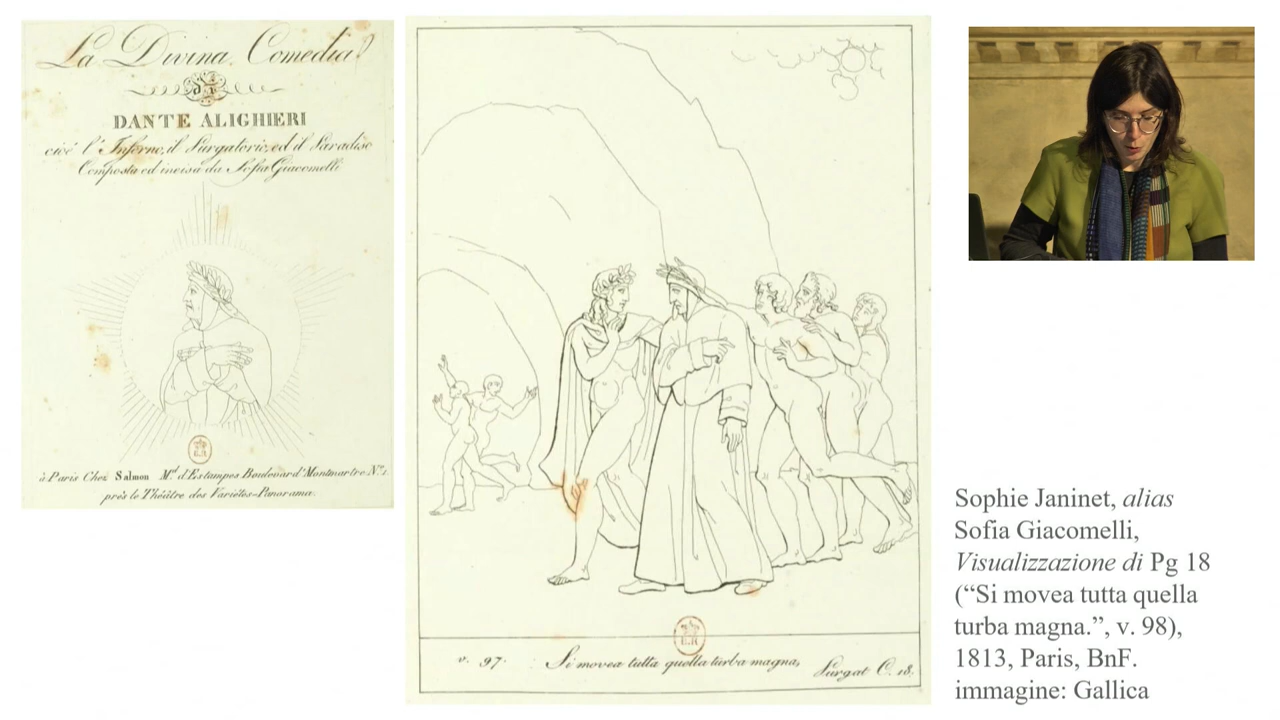 La Divina Comedia
di
DANTE ALIGHIERI
cioé l'Inferno, il Purgatorio, ed il Paradiso
Composta ed incisa da Sofia Giacomelli
à Paris Chez Salmon Md. d'Estampes Boulevard Montmartre No. 1.
près le Théâtre des Variétés-Panorama.
B.R
v. 97. Si movea tutta quella turba magna, Purgat C. 18.
Sophie Janinet, alias
Sofia Giacomelli,
Visualizzazione di Pg 18
(“Si movea tutta quella
turba magna.”, v. 98),
1813, Paris, BnF.
immagine: Gallica